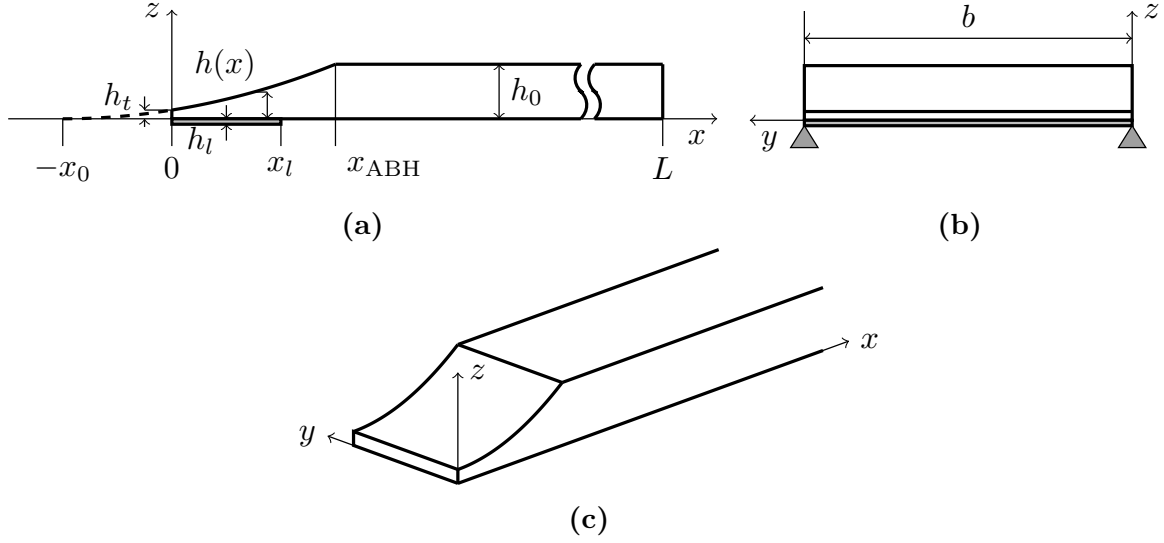 z
h(x)
h_t
h_0
h_l
x
−x_0
0
x_l
x_ABH
L
(a)
b
z
y
(b)
z
x
y
(c)